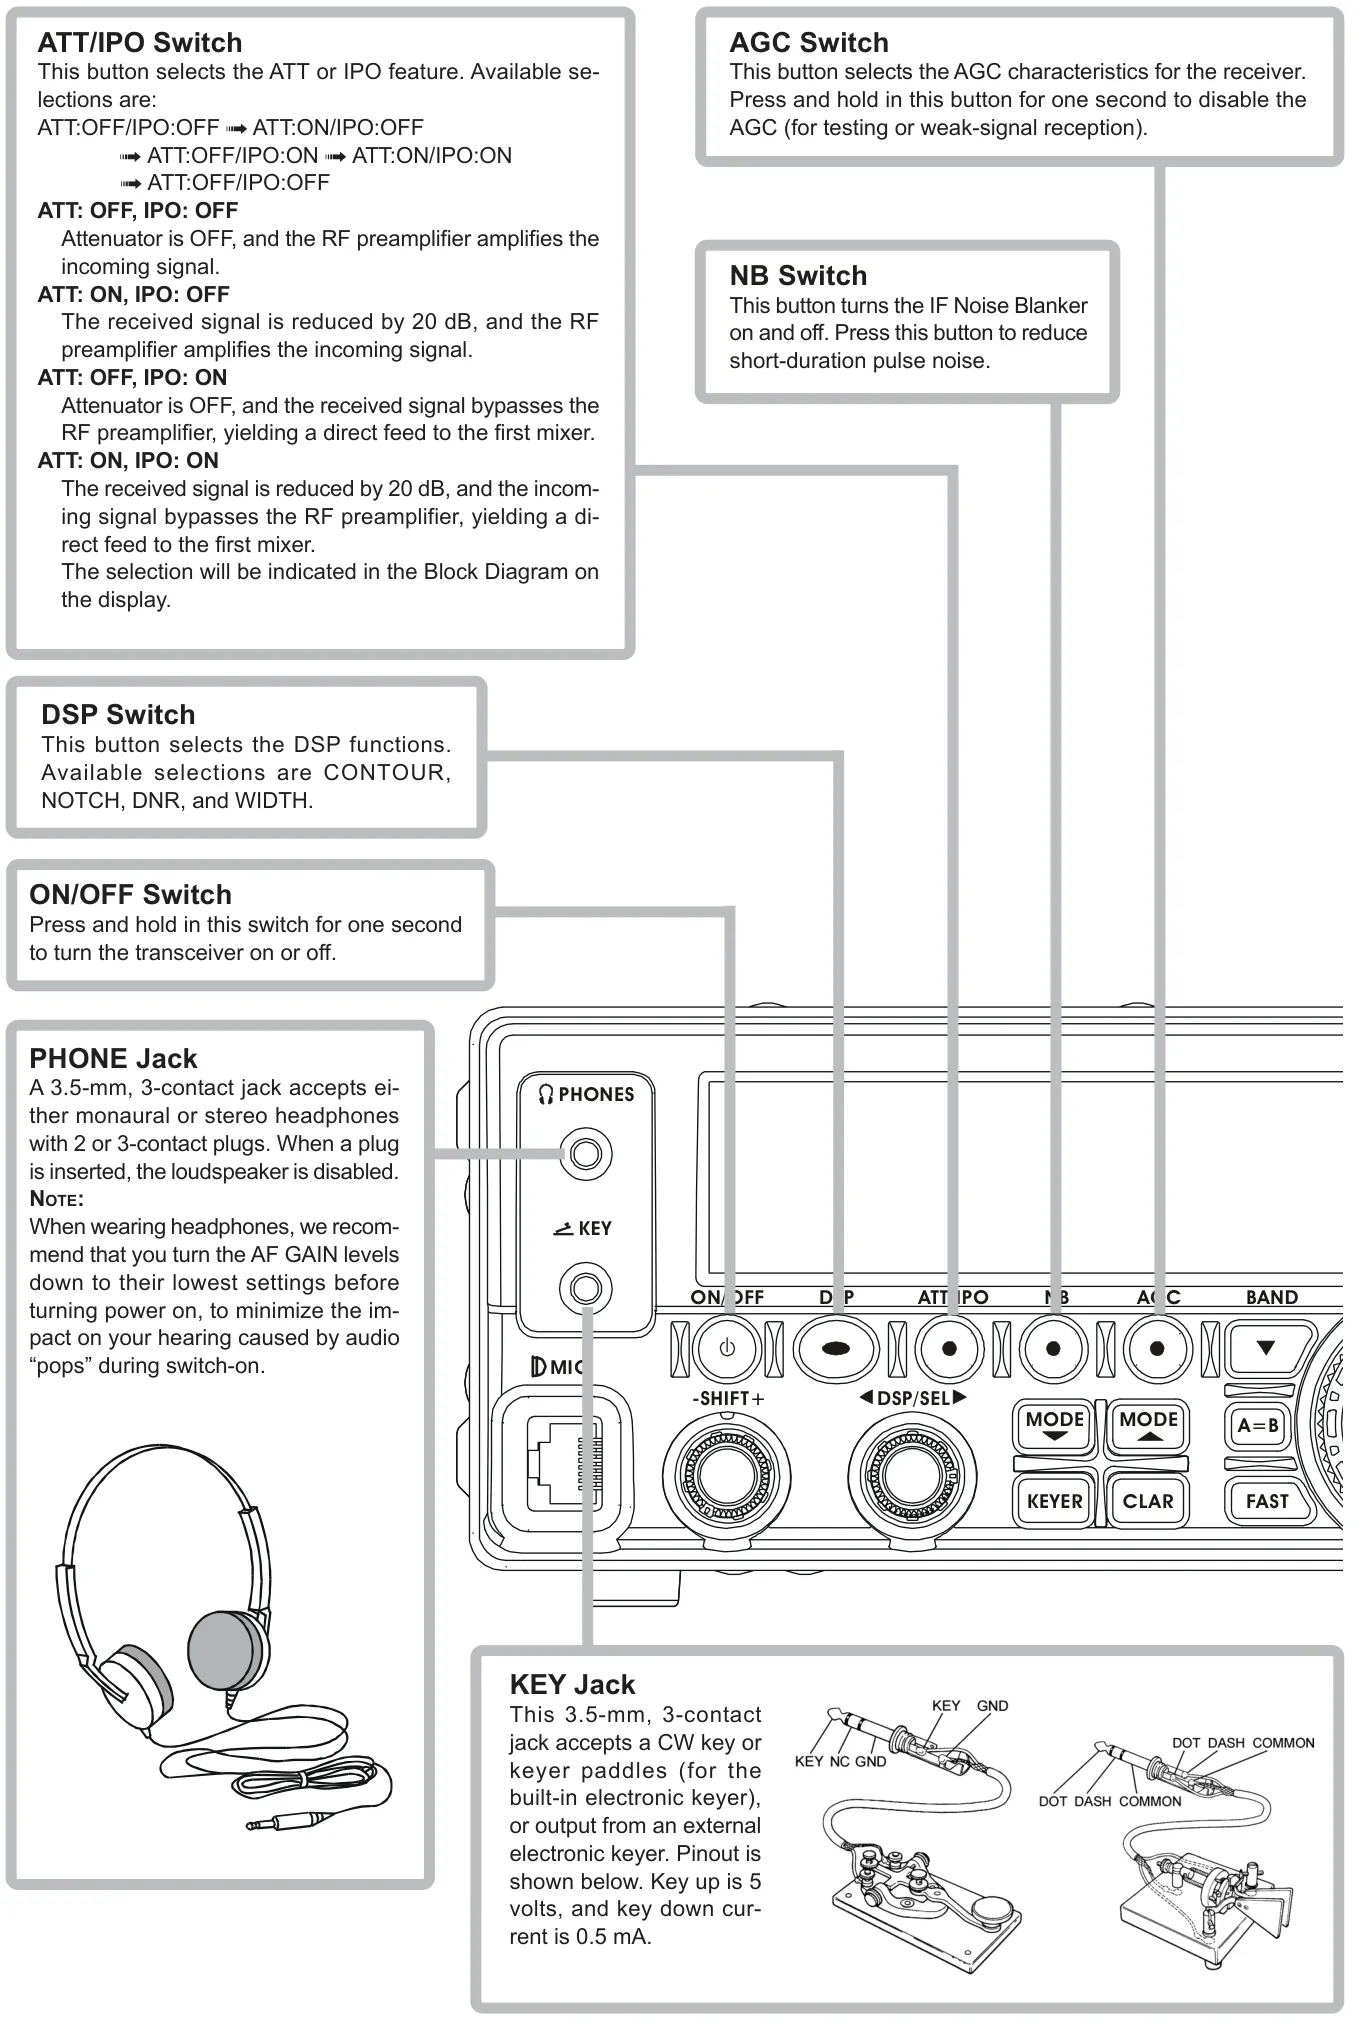 ATT/IPO Switch
This button selects the ATT or IPO feature. Available se-
lections are:
ATT:OFF/IPO:OFF ➟ ATT:ON/IPO:OFF
➟ ATT:OFF/IPO:ON ➟ ATT:ON/IPO:ON
➟ ATT:OFF/IPO:OFF
ATT: OFF, IPO: OFF
Attenuator is OFF, and the RF preamplifier amplifies the
incoming signal.
ATT: ON, IPO: OFF
The received signal is reduced by 20 dB, and the RF
preamplifier amplifies the incoming signal.
ATT: OFF, IPO: ON
Attenuator is OFF, and the received signal bypasses the
RF preamplifier, yielding a direct feed to the first mixer.
ATT: ON, IPO: ON
The received signal is reduced by 20 dB, and the incom-
ing signal bypasses the RF preamplifier, yielding a di-
rect feed to the first mixer.
The selection will be indicated in the Block Diagram on
the display.
AGC Switch
This button selects the AGC characteristics for the receiver.
Press and hold in this button for one second to disable the
AGC (for testing or weak-signal reception).
NB Switch
This button turns the IF Noise Blanker
on and off. Press this button to reduce
short-duration pulse noise.
DSP Switch
This button selects the DSP functions.
Available selections are CONTOUR,
NOTCH, DNR, and WIDTH.
ON/OFF Switch
Press and hold in this switch for one second
to turn the transceiver on or off.
PHONE Jack
A 3.5-mm, 3-contact jack accepts ei-
ther monaural or stereo headphones
with 2 or 3-contact plugs. When a plug
is inserted, the loudspeaker is disabled.
NOTE:
When wearing headphones, we recom-
mend that you turn the AF GAIN levels
down to their lowest settings before
turning power on, to minimize the im-
pact on your hearing caused by audio
“pops” during switch-on.
PHONES
KEY
ON/OFF DSP ATT/IPO NB AGC BAND
MIC
-SHIFT+ ◀DSP/SEL▶
MODE MODE A=B
KEYER CLAR FAST
KEY Jack
This 3.5-mm, 3-contact
jack accepts a CW key or
keyer paddles (for the
built-in electronic keyer),
or output from an external
electronic keyer. Pinout is
shown below. Key up is 5
volts, and key down cur-
rent is 0.5 mA.
KEY GND
KEY NC GND
DOT DASH COMMON
DOT DASH COMMON